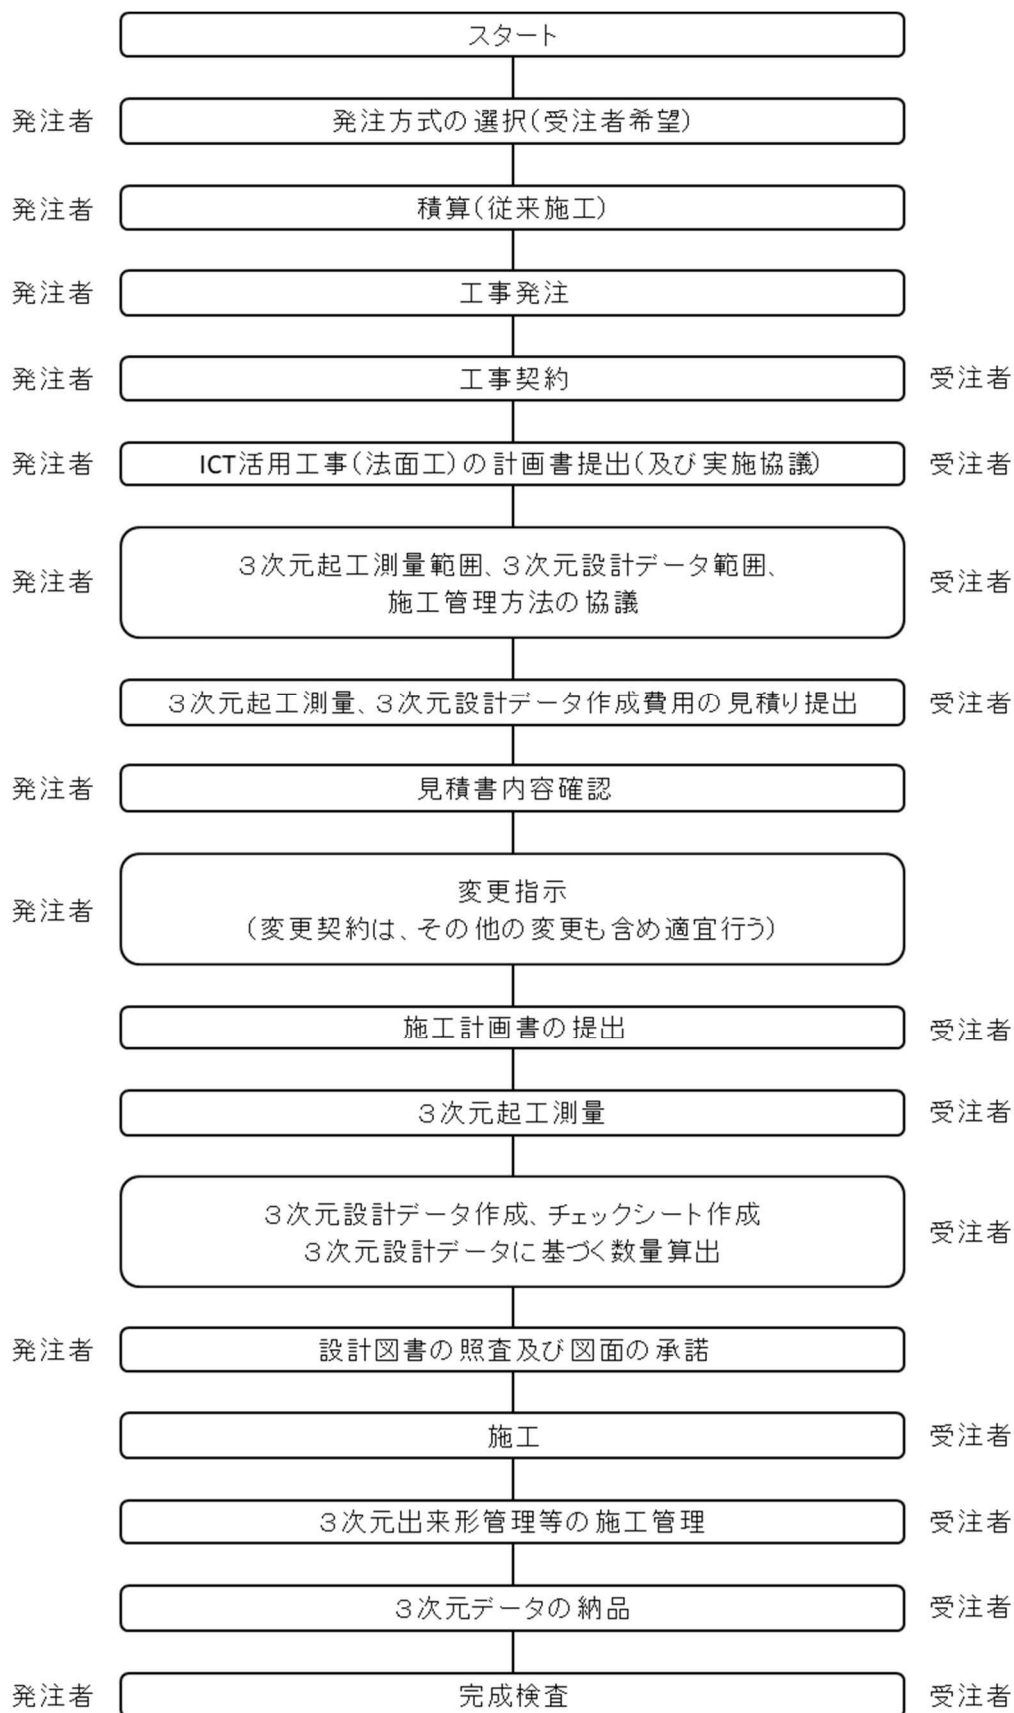 スタート
発注者 発注方式の選択(受注者希望)
発注者 積算(従来施工)
発注者 工事発注
発注者 工事契約 受注者
発注者 ICT活用工事(法面工)の計画書提出(及び実施協議) 受注者
3次元起工測量範囲、3次元設計データ範囲、
発注者 施工管理方法の協議 受注者
3次元起工測量、3次元設計データ作成費用の見積り提出 受注者
発注者 見積書内容確認
変更指示
発注者 (変更契約は、その他の変更も含め適宜行う)
施工計画書の提出 受注者
3次元起工測量 受注者
3次元設計データ作成、チェックシート作成
3次元設計データに基づく数量算出 受注者
発注者 設計図書の照査及び図面の承諾
施工 受注者
3次元出来形管理等の施工管理 受注者
3次元データの納品 受注者
発注者 完成検査 受注者